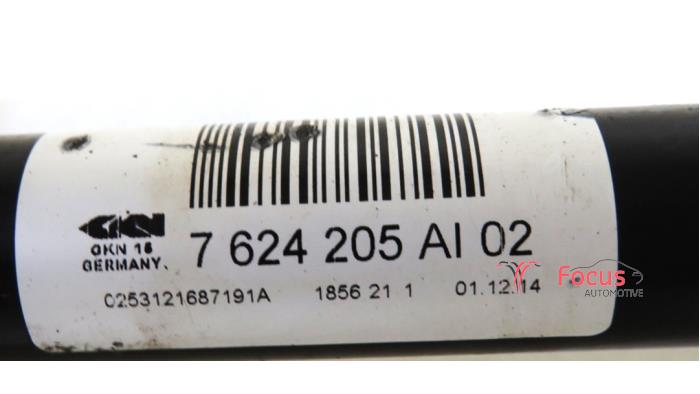 GKN
GKN 16
GERMANY.
7 624 205 AI 02
0253121687191A 1856 21 1 01.12.14
Focus
AUTOMOTIVE